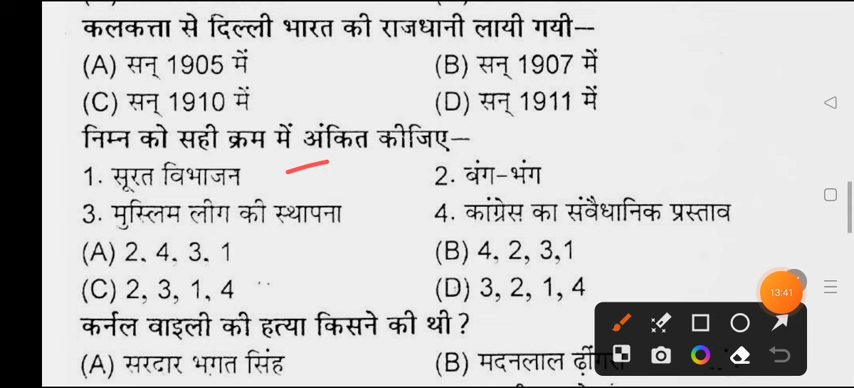 कलकत्ता से दिल्ली भारत की राजधानी लायी गयी—
(A) सन् 1905 में (B) सन् 1907 में
(C) सन् 1910 में (D) सन् 1911 में
निम्न को सही क्रम में अंकित कीजिए—
1. सूरत विभाजन 2. बंग-भंग
3. मुस्लिम लीग की स्थापना 4. कांग्रेस का संवैधानिक प्रस्ताव
(A) 2, 4, 3, 1 (B) 4, 2, 3,1
(C) 2, 3, 1, 4 (D) 3, 2, 1, 4
13:41
कर्नल वाइली की हत्या किसने की थी ?
(A) सरदार भगत सिंह (B) मदनलाल ढींगरा